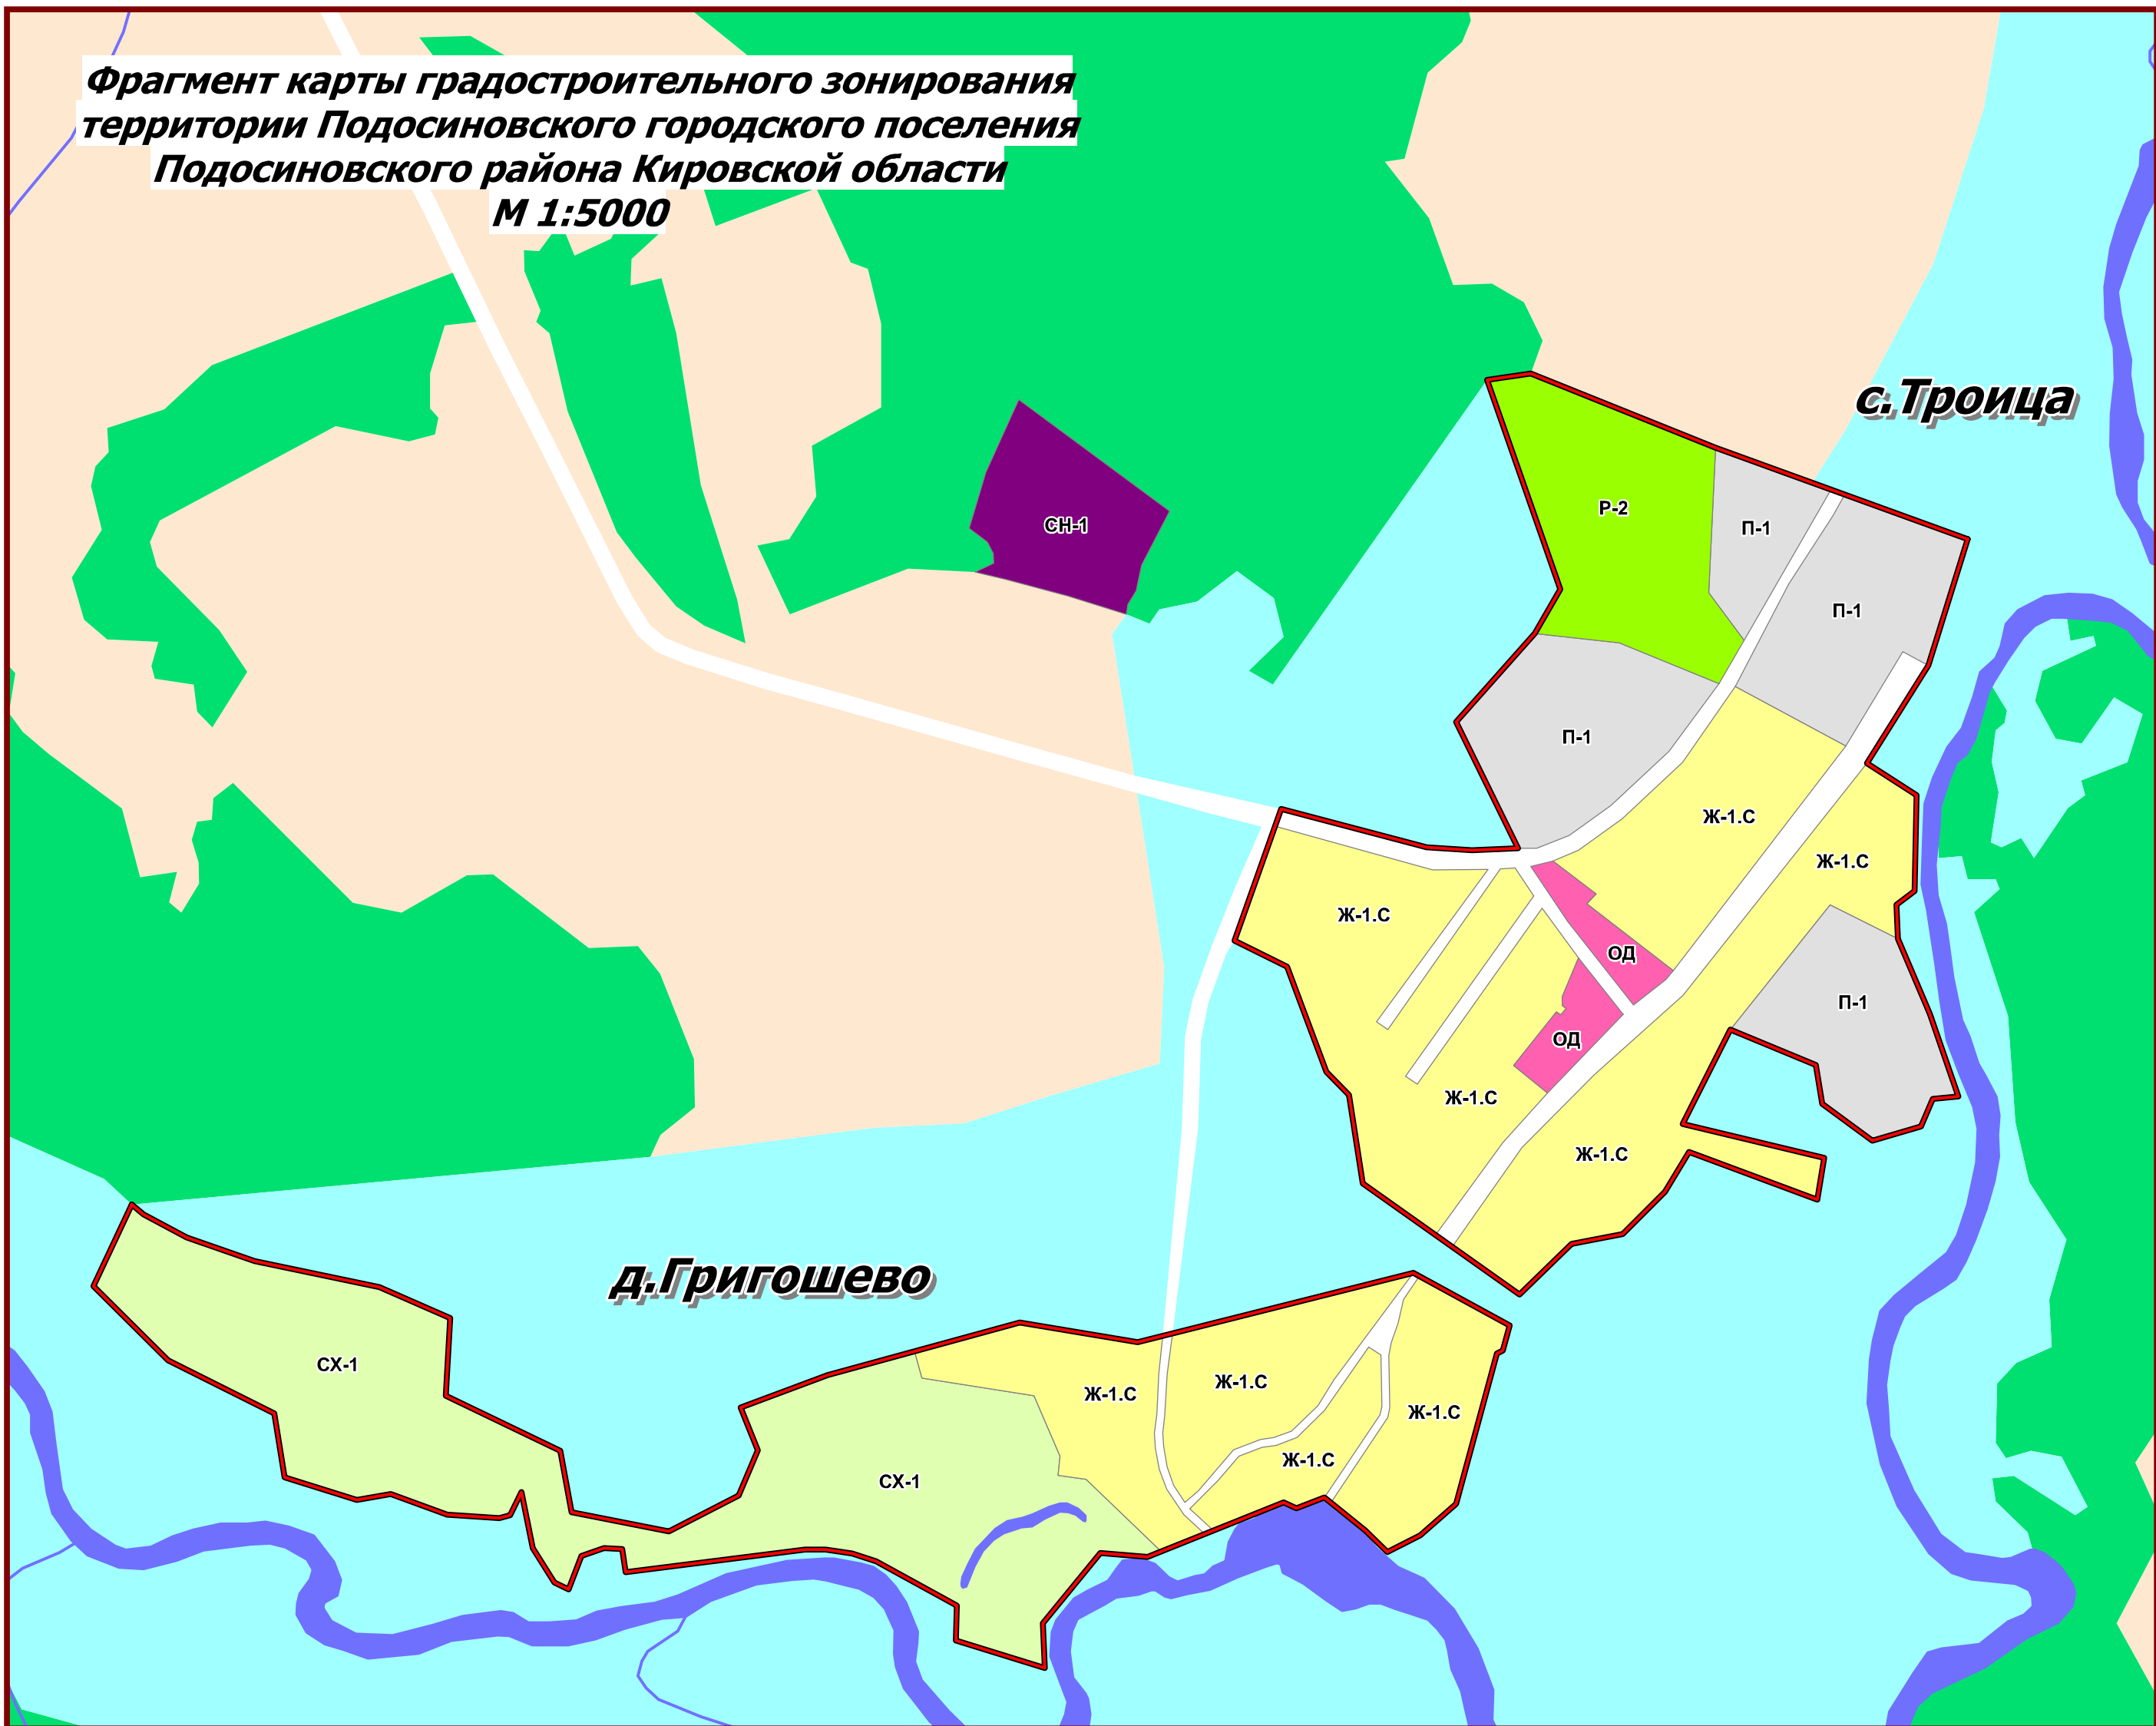 Фрагмент карты градостроительного зонирования
территории Подосиновского городского поселения
Подосиновского района Кировской области
М 1:5000
с.Троица
Р-2
СН-1
П-1
П-1
П-1
Ж-1.С
Ж-1.С
Ж-1.С
ОД
П-1
ОД
Ж-1.С
Ж-1.С
д.Григошево
СХ-1
Ж-1.С
Ж-1.С
Ж-1.С
Ж-1.С
СХ-1